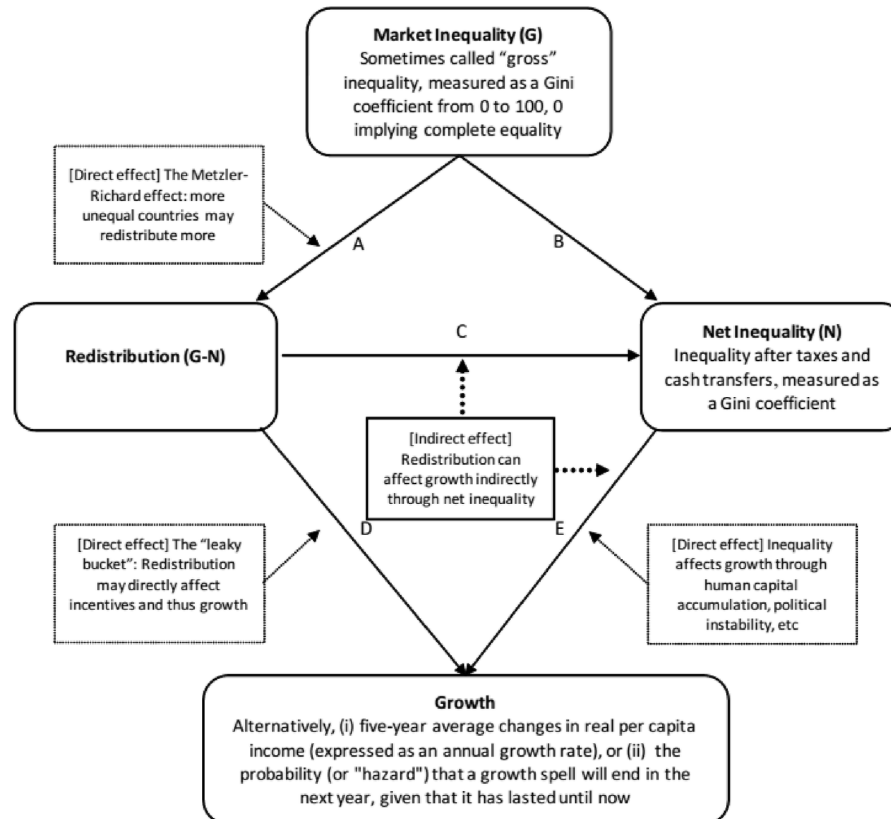 Market Inequality (G)
Sometimes called “gross”
inequality, measured as a Gini
coefficient from 0 to 100, 0
implying complete equality
[Direct effect] The Metzler-
Richard effect: more
unequal countries may
redistribute more
A
B
Redistribution (G-N)
C
Net Inequality (N)
Inequality after taxes and
cash transfers, measured as
a Gini coefficient
[Indirect effect]
Redistribution can
affect growth indirectly
through net inequality
D
E
[Direct effect] The “leaky
bucket”: Redistribution
may directly affect
incentives and thus growth
[Direct effect] Inequality
affects growth through
human capital
accumulation, political
instability, etc
Growth
Alternatively, (i) five-year average changes in real per capita
income (expressed as an annual growth rate), or (ii) the
probability (or "hazard") that a growth spell will end in the
next year, given that it has lasted until now